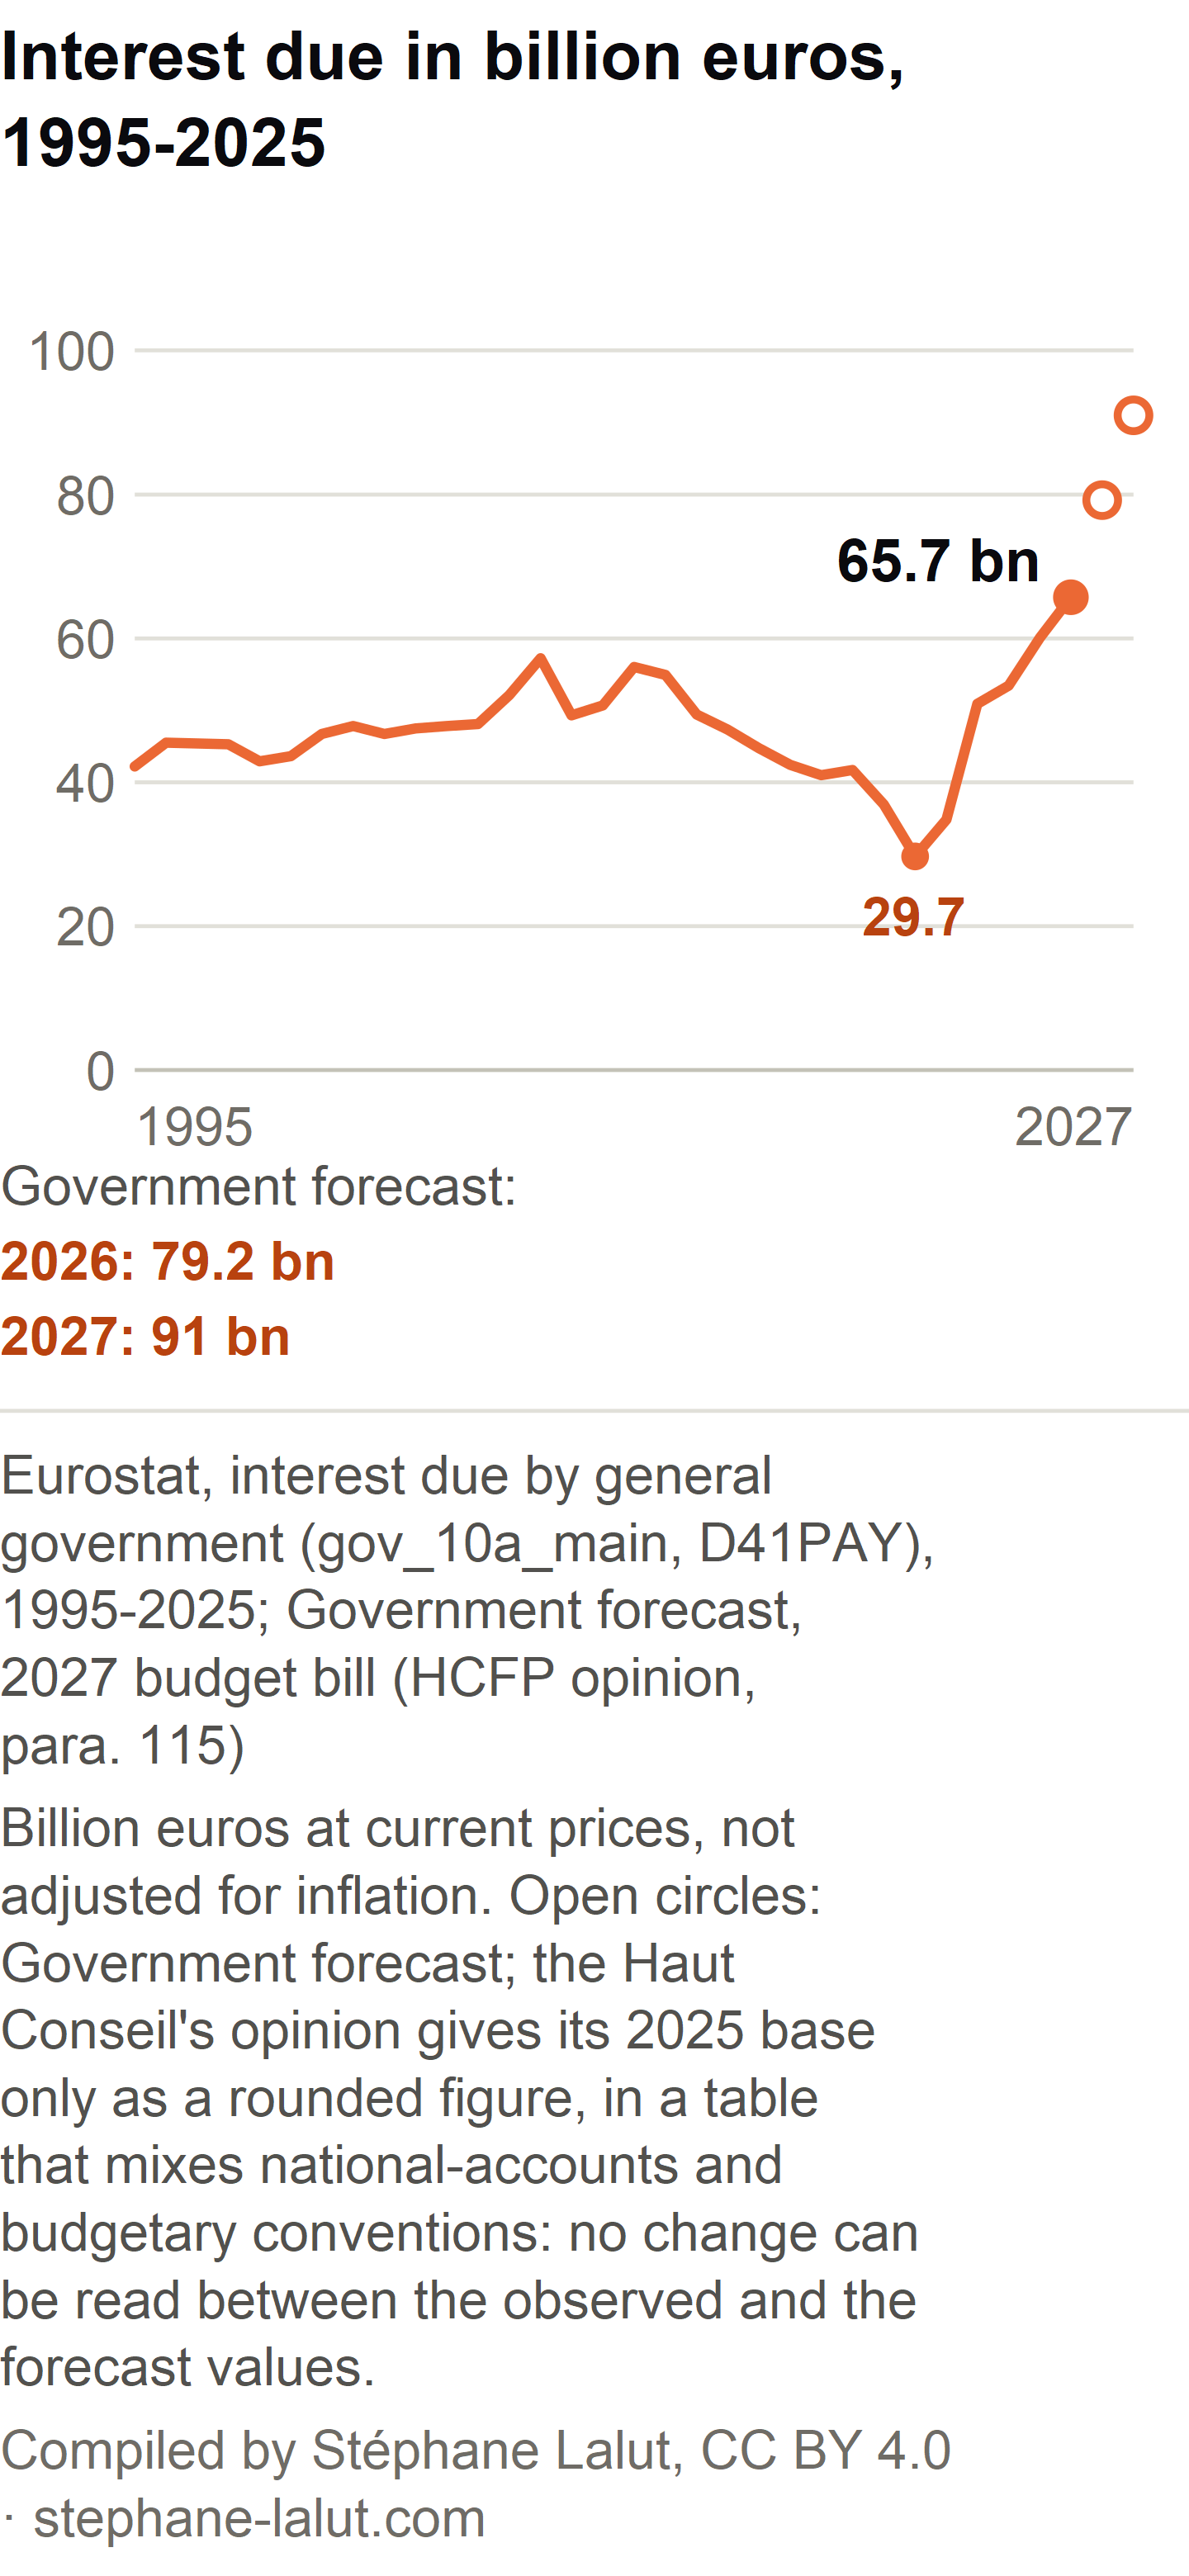 Interest due in billion euros,
1995-2025
100
80
65.7 bn
60
40
29.7
20
0
1995 2027
Government forecast:
2026: 79.2 bn
2027: 91 bn
Eurostat, interest due by general
government (gov_10a_main, D41PAY),
1995-2025; Government forecast,
2027 budget bill (HCFP opinion,
para. 115)
Billion euros at current prices, not
adjusted for inflation. Open circles:
Government forecast; the Haut
Conseil's opinion gives its 2025 base
only as a rounded figure, in a table
that mixes national-accounts and
budgetary conventions: no change can
be read between the observed and the
forecast values.
Compiled by Stéphane Lalut, CC BY 4.0
· stephane-lalut.com